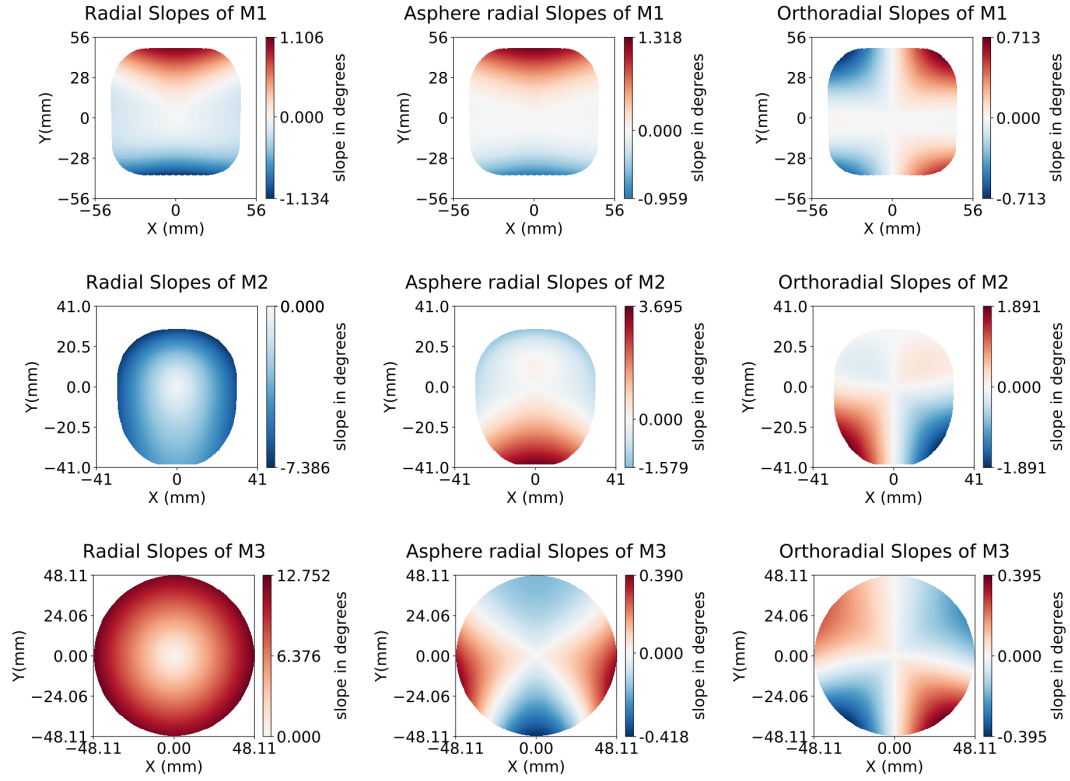 Radial Slopes of M1
Asphere radial Slopes of M1
Orthoradial Slopes of M1
56
28
0
−28
−56
−56
0
56
Y(mm)
X (mm)
1.106
0.000
-1.134
slope in degrees
56
28
0
−28
−56
−56
0
56
Y(mm)
X (mm)
1.318
0.000
-0.959
slope in degrees
56
28
0
−28
−56
−56
0
56
Y(mm)
X (mm)
0.713
0.000
-0.713
slope in degrees
Radial Slopes of M2
Asphere radial Slopes of M2
Orthoradial Slopes of M2
41.0
20.5
0.0
−20.5
−41.0
−41
0
41
Y(mm)
X (mm)
0.000
-7.386
slope in degrees
41.0
20.5
0.0
−20.5
−41.0
−41
0
41
Y(mm)
X (mm)
3.695
0.000
-1.579
slope in degrees
41.0
20.5
0.0
−20.5
−41.0
−41
0
41
Y(mm)
X (mm)
1.891
0.000
-1.891
slope in degrees
Radial Slopes of M3
Asphere radial Slopes of M3
Orthoradial Slopes of M3
48.11
24.06
0.00
−24.06
−48.11
−48.11
0.00
48.11
Y(mm)
X (mm)
12.752
6.376
0.000
slope in degrees
48.11
24.06
0.00
−24.06
−48.11
−48.11
0.00
48.11
Y(mm)
X (mm)
0.390
0.000
-0.418
slope in degrees
48.11
24.06
0.00
−24.06
−48.11
−48.11
0.00
48.11
Y(mm)
X (mm)
0.395
0.000
-0.395
slope in degrees